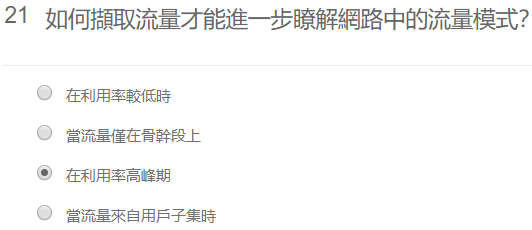 21 如何擷取流量才能進一步瞭解網路中的流量模式?
在利用率較低時
當流量僅在骨幹段上
在利用率高峰期
當流量來自用戶子集時